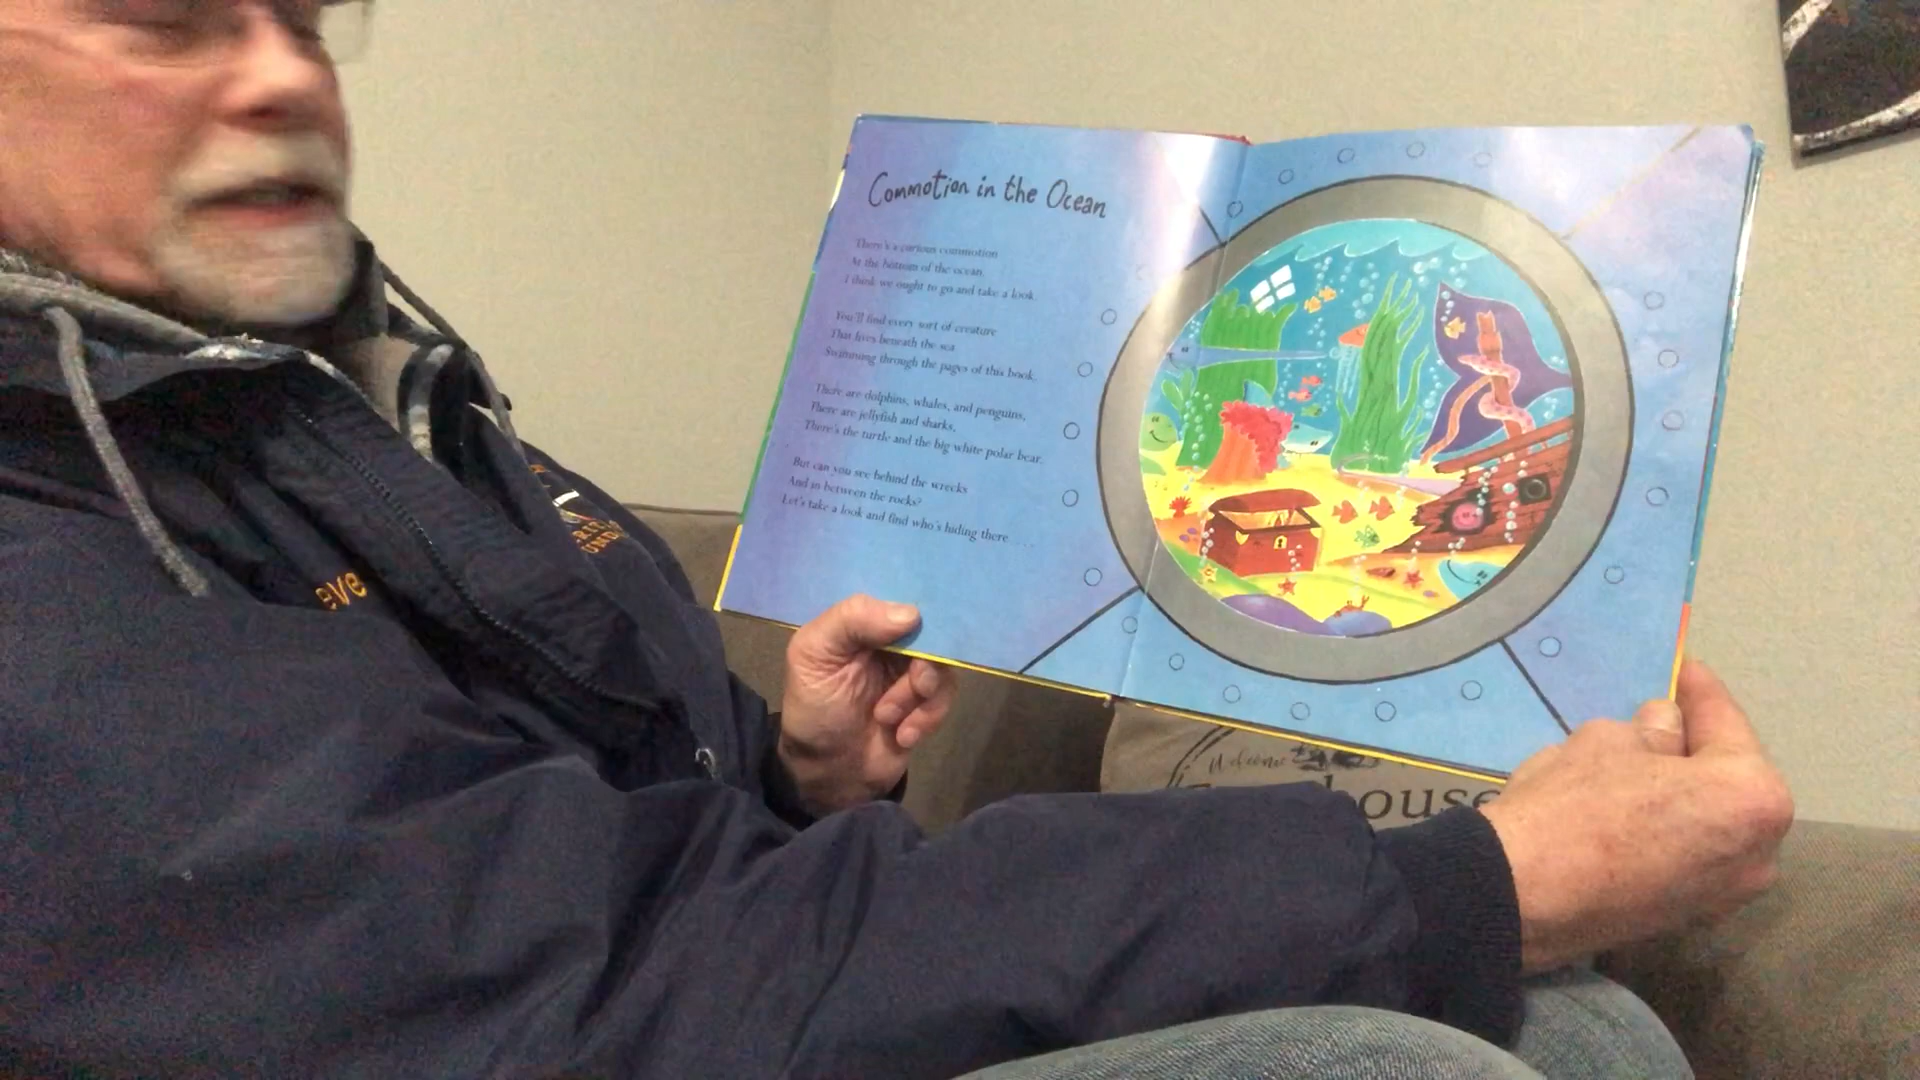 Commotion in the Ocean
There's a curious commotion
At the bottom of the ocean.
I think we ought to go and take a look.
You'll find every sort of creature
That lives beneath the sea
Swimming through the pages of this book.
There are dolphins, whales, and penguins,
There are jellyfish and sharks,
There's the turtle and the big white polar bear.
But can you see behind the wrecks
And in between the rocks?
Let's take a look and find who's hiding there . . . .
eve
Welcome
house